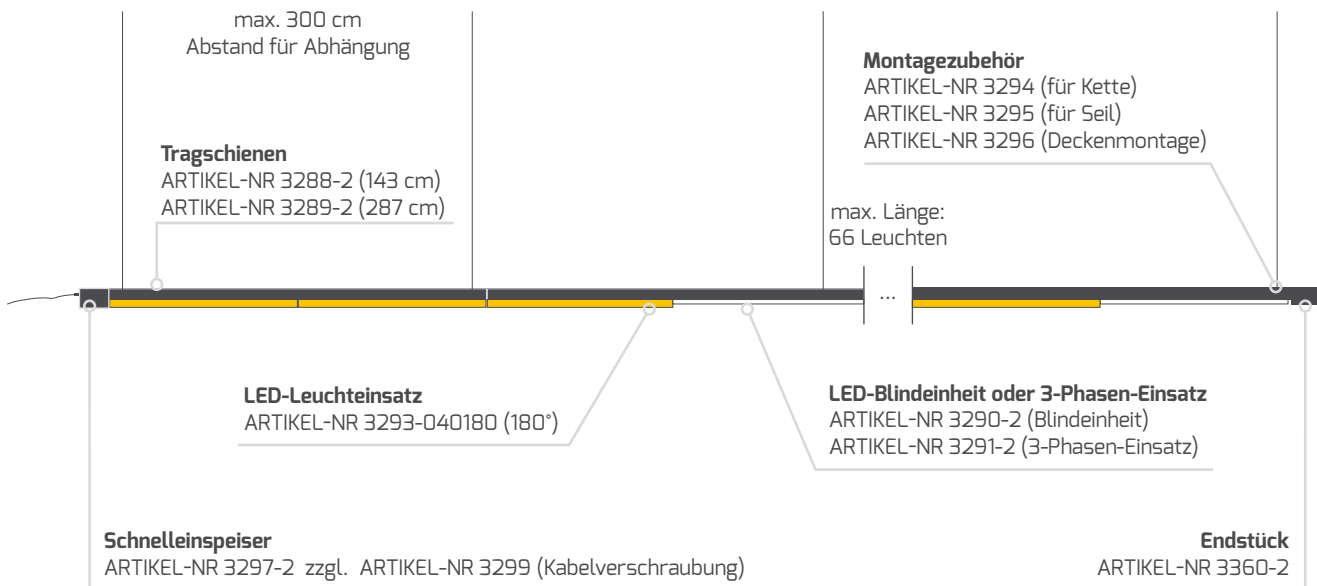 max. 300 cm
Abstand für Abhängung
Montagezubehör
ARTIKEL-NR 3294 (für Kette)
ARTIKEL-NR 3295 (für Seil)
ARTIKEL-NR 3296 (Deckenmontage)
Tragschienen
ARTIKEL-NR 3288-2 (143 cm)
ARTIKEL-NR 3289-2 (287 cm)
max. Länge:
66 Leuchten
...
LED-Leuchteinsatz
ARTIKEL-NR 3293-040180 (180°)
LED-Blindeinheit oder 3-Phasen-Einsatz
ARTIKEL-NR 3290-2 (Blindeinheit)
ARTIKEL-NR 3291-2 (3-Phasen-Einsatz)
Schnelleinspeiser
ARTIKEL-NR 3297-2 zzgl. ARTIKEL-NR 3299 (Kabelverschraubung)
Endstück
ARTIKEL-NR 3360-2